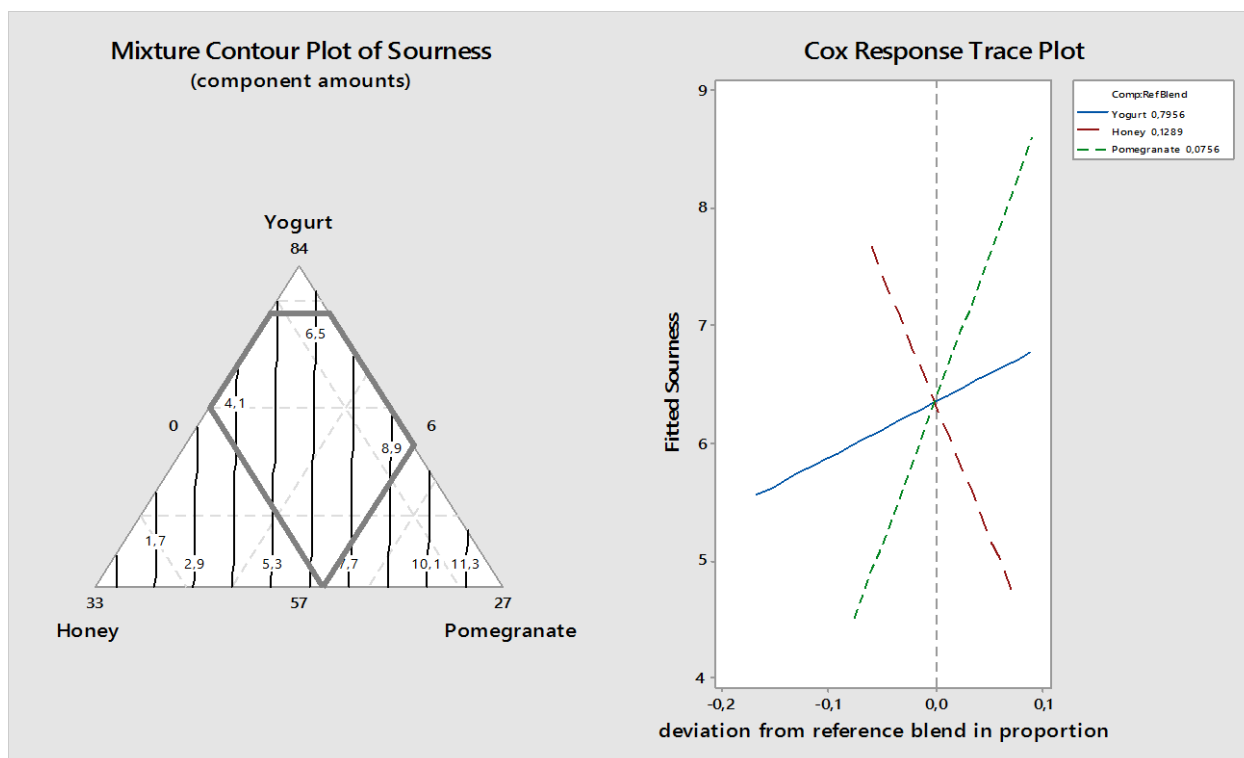 Mixture Contour Plot of Sourness
(component amounts)
Yogurt
84
6,5
4,1
0
6
8,9
1,7
2,9
5,3
7,7
10,1
11,3
33
57
27
Honey
Pomegranate
Cox Response Trace Plot
9
8
7
6
5
4
Fitted Sourness
-0,2
-0,1
0,0
0,1
deviation from reference blend in proportion
Comp:RefBlend
Yogurt 0,7956
Honey 0,1289
Pomegranate 0,0756